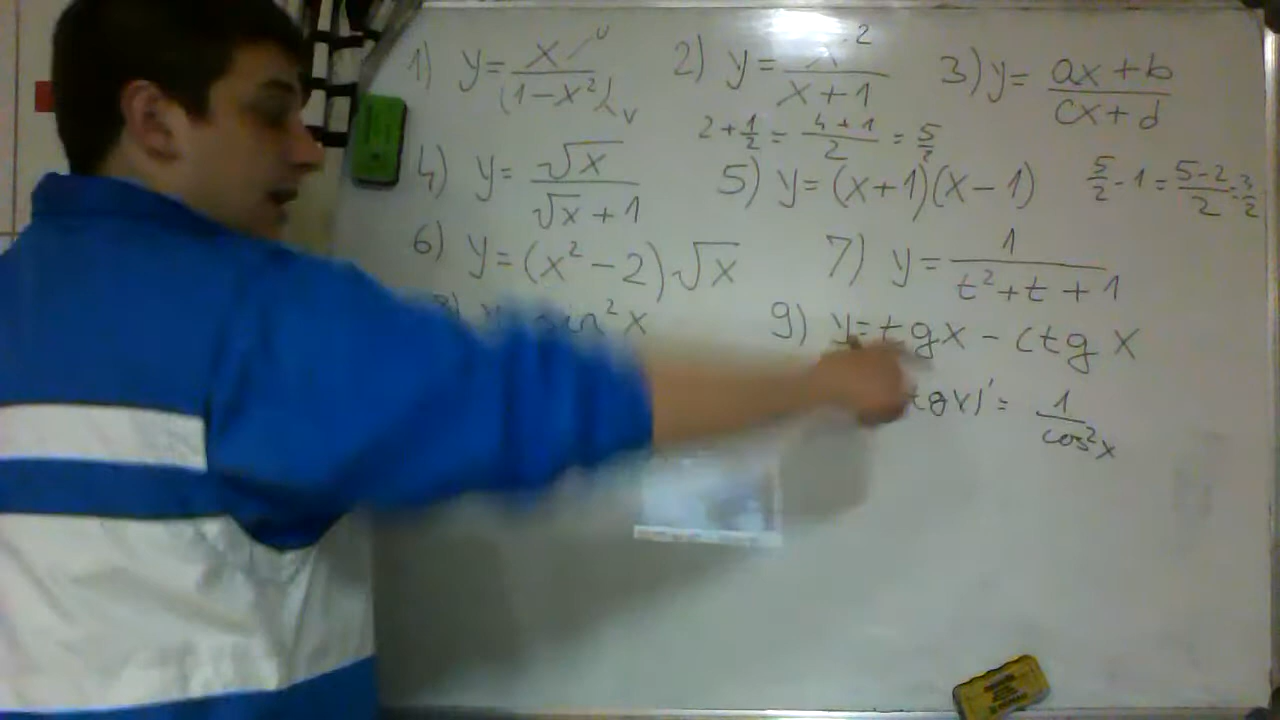 1) y= x / (1-x²) u v 2) y= x² / x+1 3) y= ax+b / cx+d
2+1/2 = 4+1/2 = 5/2
4) y= √x / √x+1 5) y=(x+1)(x-1) 5/2 -1 = 5-2/2 = 3/2
6) y=(x²-2)√x 7) y= 1 / t²+t+1
sin²x 9) y=tgx-ctgx
tgx)'= 1 / cos²x